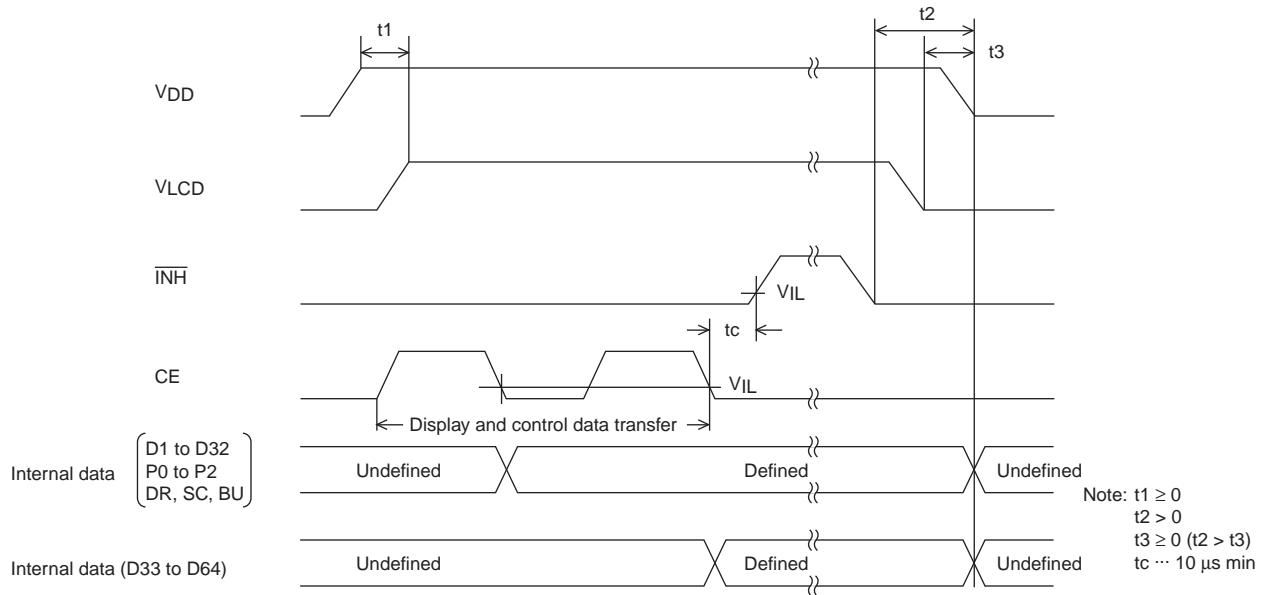 t1
t2
t3
VDD
VLCD
INH
VIL
tc
CE
VIL
Display and control data transfer
Internal data
D1 to D32
P0 to P2
DR, SC, BU
Undefined
Defined
Undefined
Note: t1 ≥ 0
t2 > 0
t3 ≥ 0 (t2 > t3)
tc ··· 10 μs min
Internal data (D33 to D64)
Undefined
Defined
Undefined